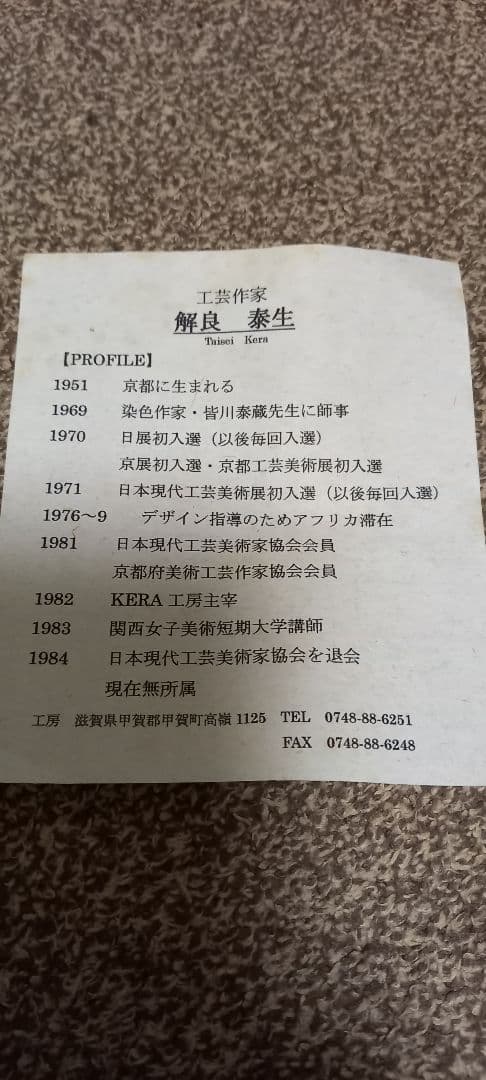 工芸作家
解良 泰生
Taisei Kera
【PROFILE】
1951 京都に生まれる
1969 染色作家・皆川泰蔵先生に師事
1970 日展初入選（以後毎回入選）
京展初入選・京都工芸美術展初入選
1971 日本現代工芸美術展初入選（以後毎回入選）
1976〜9 デザイン指導のためアフリカ滞在
1981 日本現代工芸美術家協会会員
京都府美術工芸作家協会会員
1982 KERA 工房主宰
1983 関西女子美術短期大学講師
1984 日本現代工芸美術家協会を退会
現在無所属
工房 滋賀県甲賀郡甲賀町高嶺 1125 TEL 0748-88-6251
FAX 0748-88-6248